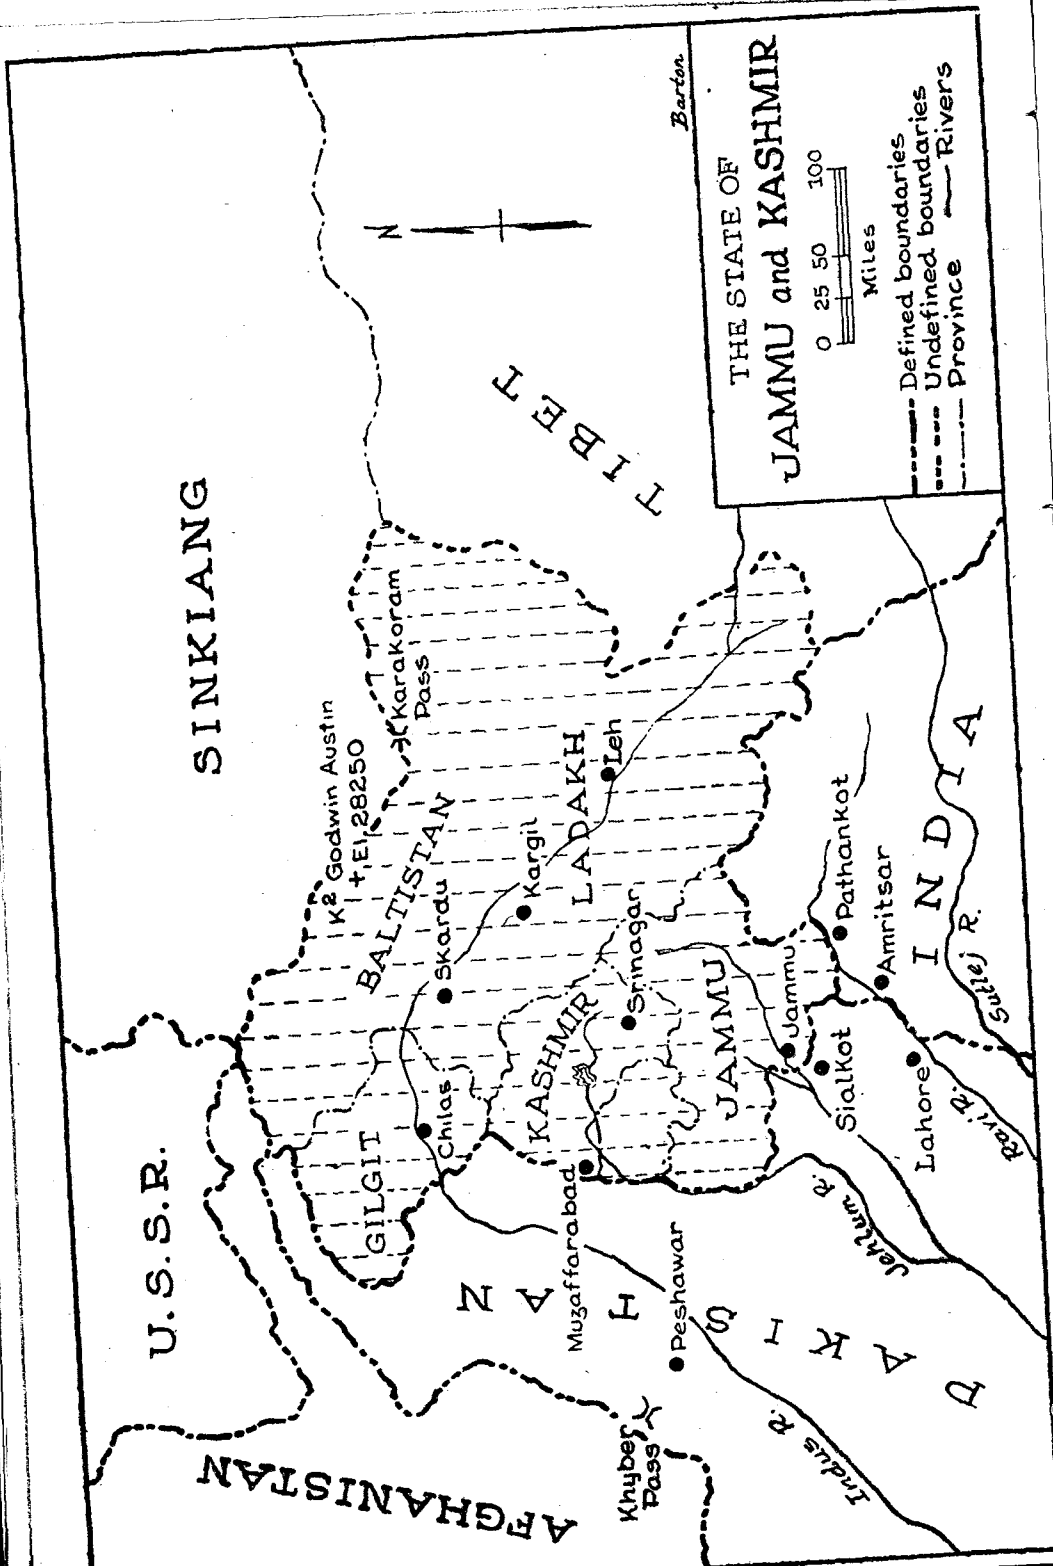 SINKIANG
U.S.S.R.
AFGHANISTAN
K² Godwin Austin
+, El, 28250
Karakoram
Pass
BALTISTAN
GILGIT
Skardu
Chilas
Kargil
LADAKH
Leh
KASHMIR
Srinagar
Muzaffarabad
JAMMU
Jammu
Khyber
Pass
Peshawar
PAKISTAN
Sialkot
Pathankot
Amritsar
Lahore
INDIA
Indus R.
Jehlum R.
Ravi R.
Sutlej R.
TIBET
N
Barton
THE STATE OF
JAMMU and KASHMIR
0 25 50 100
Miles
Defined boundaries
Undefined boundaries
Province Rivers